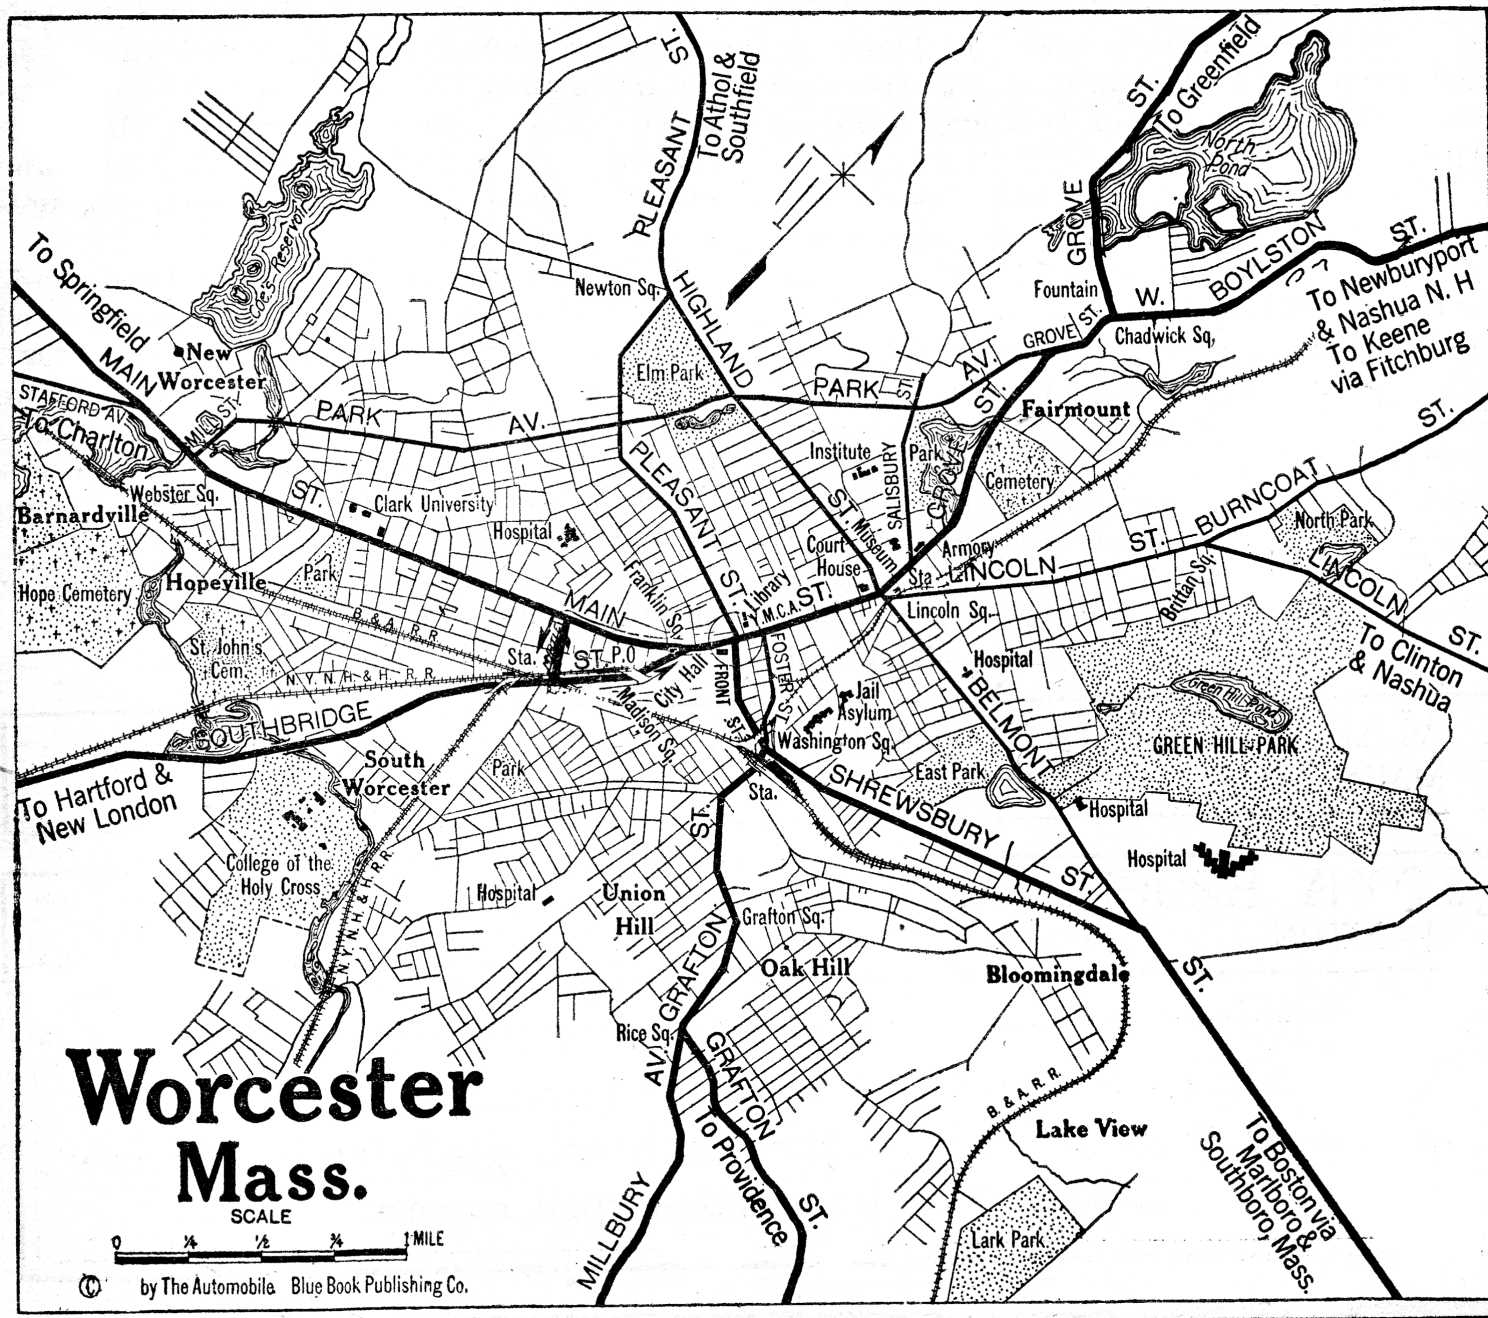 ST.
To Athol &
Southfield
PLEASANT
ST.
To Greenfield
North
Pond
GROVE
BOYLSTON
ST.
To Newburyport
& Nashua N. H
To Keene
via Fitchburg
To Springfield
MAIN
Newton Sq.
HIGHLAND
Fountain
W.
GROVE ST.
Chadwick Sq.
New
Worcester
STAFFORD AV.
To Charlton
ST.
PARK
AV.
Elm Park
PARK
ST.
AV.
ST.
Fairmount
ST.
Institute
Park
GROVE
SALISBURY
Cemetery
PLEASANT
ST.
ST.
Museum
Webster Sq.
Clark University
Barnardville
Hospital
Court
House
Armory
Sta
LINCOLN
ST.
BURNCOAT
North Park
LINCOLN
ST.
Brittan Sq.
Hopeville
Park
Hope Cemetery
B. & A. R. R.
Franklin Sq.
MAIN
Library
Y.M.C.A.
ST.
Lincoln Sq.
To Clinton
& Nashua
St. John's
Cem.
N. Y. N H & H. R. R.
Sta.
ST.
P.O
City Hall
FRONT
ST.
FOSTER ST.
Madison Sq.
Hospital
Jail
Asylum
Washington Sq.
BELMONT
Green Hill Pond
GREEN HILL PARK
SOUTHBRIDGE
South
Worcester
Park
To Hartford &
New London
Sta.
SHREWSBURY
East Park
Hospital
Hospital
ST.
ST.
College of the
Holy Cross
N. Y. N. H & H. R. R.
Hospital
Union
Hill
Grafton Sq.
GRAFTON
Oak Hill
Bloomingdale
ST.
Rice Sq.
AV.
GRAFTON
To Providence
ST.
MILLBURY
B. & A. R. R.
Lake View
Lark Park
To Boston via
Marlboro &
Southboro, Mass.
Worcester
Mass.
SCALE
0 ¼ ½ ¾ 1 MILE
© by The Automobile Blue Book Publishing Co.